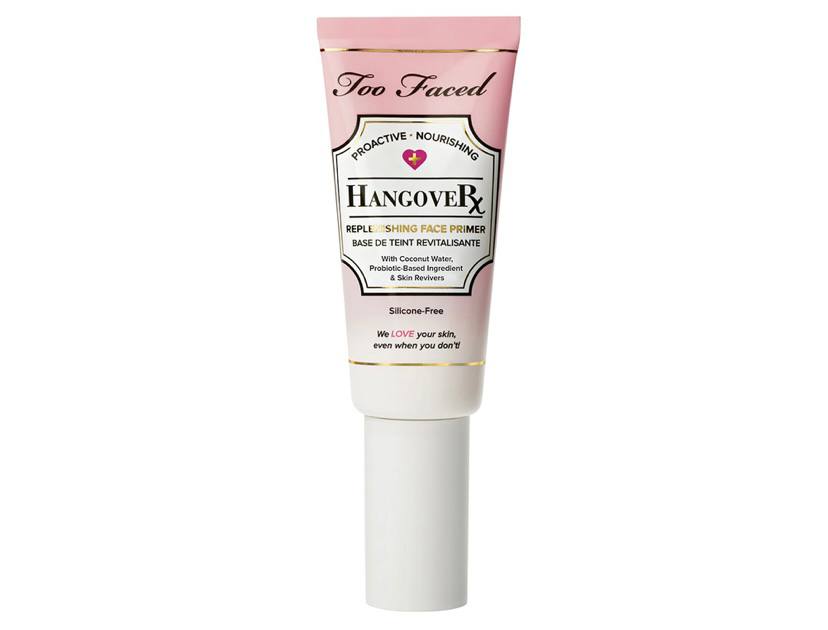 Too Faced
PROACTIVE · NOURISHING
HANGOVERx
REPLENISHING FACE PRIMER
BASE DE TEINT REVITALISANTE
With Coconut Water,
Probiotic-Based Ingredient
& Skin Revivers
Silicone-Free
We LOVE your skin,
even when you don't!